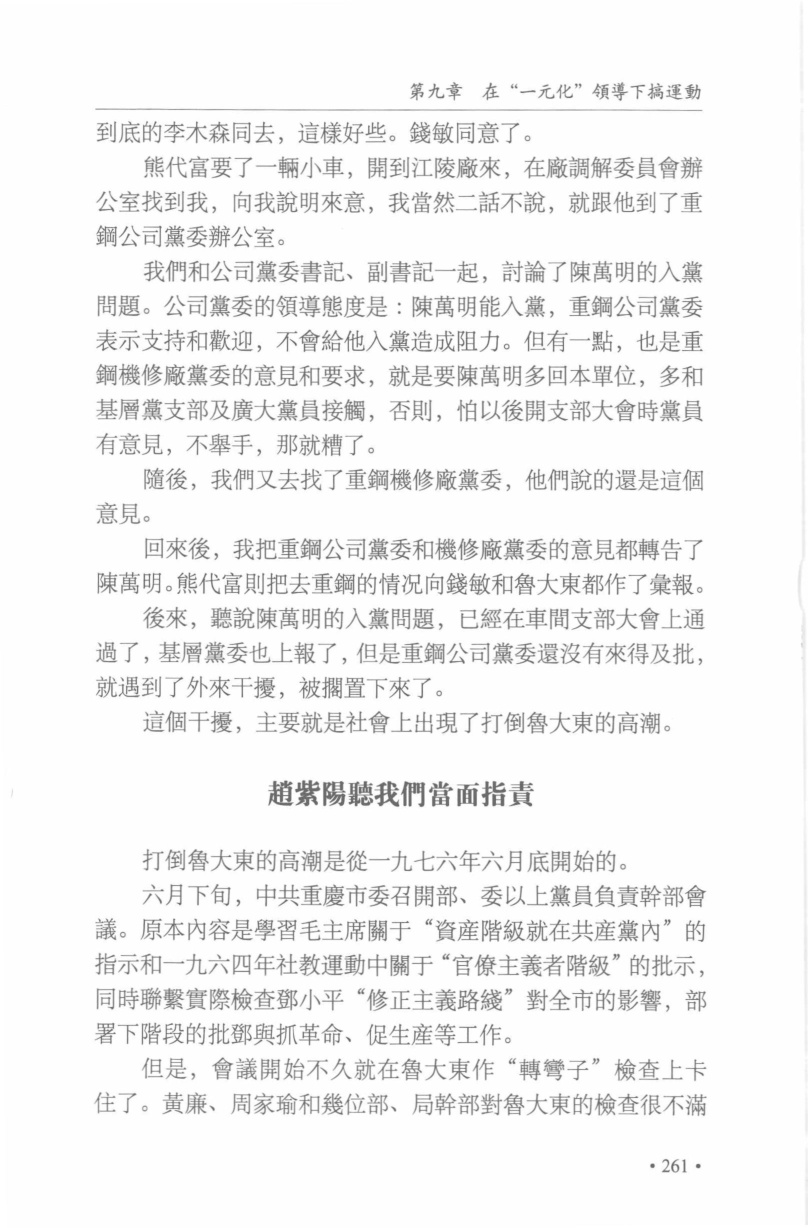 第九章　在“一元化”領導下搞運動
到底的李木森同去，這樣好些。錢敏同意了。
熊代富要了一輛小車，開到江陵廠來，在廠調解委員會辦
公室找到我，向我說明來意，我當然二話不說，就跟他到了重
鋼公司黨委辦公室。
我們和公司黨委書記、副書記一起，討論了陳萬明的入黨
問題。公司黨委的領導態度是：陳萬明能入黨，重鋼公司黨委
表示支持和歡迎，不會給他入黨造成阻力。但有一點，也是重
鋼機修廠黨委的意見和要求，就是要陳萬明多回本單位，多和
基層黨支部及廣大黨員接觸，否則，怕以後開支部大會時黨員
有意見，不舉手，那就糟了。
隨後，我們又去找了重鋼機修廠黨委，他們說的還是這個
意見。
回來後，我把重鋼公司黨委和機修廠黨委的意見都轉告了
陳萬明。熊代富則把去重鋼的情況向錢敏和魯大東都作了彙報。
後來，聽說陳萬明的入黨問題，已經在車間支部大會上通
過了，基層黨委也上報了，但是重鋼公司黨委還沒有來得及批，
就遇到了外來干擾，被擱置下來了。
這個干擾，主要就是社會上出現了打倒魯大東的高潮。
趙紫陽聽我們當面指責
打倒魯大東的高潮是從一九七六年六月底開始的。
六月下旬，中共重慶市委召開部、委以上黨員負責幹部會
議。原本內容是學習毛主席關于“資産階級就在共産黨內”的
指示和一九六四年社教運動中關于“官僚主義者階級”的批示，
同時聯繫實際檢查鄧小平“修正主義路綫”對全市的影響，部
署下階段的批鄧與抓革命、促生産等工作。
但是，會議開始不久就在魯大東作“轉彎子”檢查上卡
住了。黃廉、周家瑜和幾位部、局幹部對魯大東的檢查很不滿
·261·